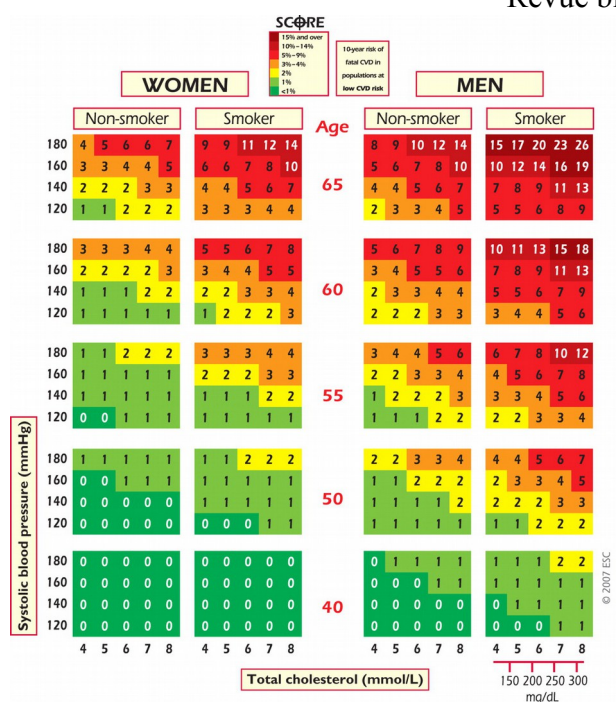 Revue
SCORE
15% and over
10%–14%
5%–9%
3%–4%
2%
1%
<1%
10-year risk of
fatal CVD in
populations at
low CVD risk
WOMEN MEN
Non-smoker Smoker Age Non-smoker Smoker
180 4 5 6 6 7 9 9 11 12 14 8 9 10 12 14 15 17 20 23 26
160 3 3 4 4 5 6 6 7 8 10 5 6 7 8 10 10 12 14 16 19
65
140 2 2 2 3 3 4 4 5 6 7 4 4 5 6 7 7 8 9 11 13
120 1 1 2 2 2 3 3 3 4 4 2 3 3 4 5 5 5 6 8 9
180 3 3 3 4 4 5 5 6 7 8 5 6 7 8 9 10 11 13 15 18
160 2 2 2 2 3 3 4 4 5 5 3 4 5 5 6 7 8 9 11 13
60
140 1 1 1 2 2 2 2 3 3 4 2 3 3 4 4 5 5 6 7 9
120 1 1 1 1 1 1 2 2 2 3 2 2 2 3 3 3 4 4 5 6
180 1 1 2 2 2 3 3 3 4 4 3 4 4 5 6 6 7 8 10 12
160 1 1 1 1 1 2 2 2 3 3 2 2 3 3 4 4 5 6 7 8
55
140 1 1 1 1 1 1 1 1 2 2 1 2 2 2 3 3 3 4 5 6
120 0 0 1 1 1 1 1 1 1 1 1 1 1 2 2 2 2 3 3 4
180 1 1 1 1 1 1 1 2 2 2 2 2 3 3 4 4 4 5 6 7
160 0 0 1 1 1 1 1 1 1 1 1 1 2 2 2 2 3 3 4 5
50
140 0 0 0 0 0 1 1 1 1 1 1 1 1 1 2 2 2 2 3 3
120 0 0 0 0 0 0 0 0 1 1 1 1 1 1 1 1 1 2 2 2
180 0 0 0 0 0 0 0 0 0 0 0 1 1 1 1 1 1 1 2 2
160 0 0 0 0 0 0 0 0 0 0 0 0 0 1 1 1 1 1 1 1
40
140 0 0 0 0 0 0 0 0 0 0 0 0 0 0 0 0 1 1 1 1
120 0 0 0 0 0 0 0 0 0 0 0 0 0 0 0 0 0 0 1 1
4 5 6 7 8 4 5 6 7 8 4 5 6 7 8 4 5 6 7 8
Systolic blood pressure (mmHg)
Total cholesterol (mmol/L)
150 200 250 300
mg/dL
© 2007 ESC